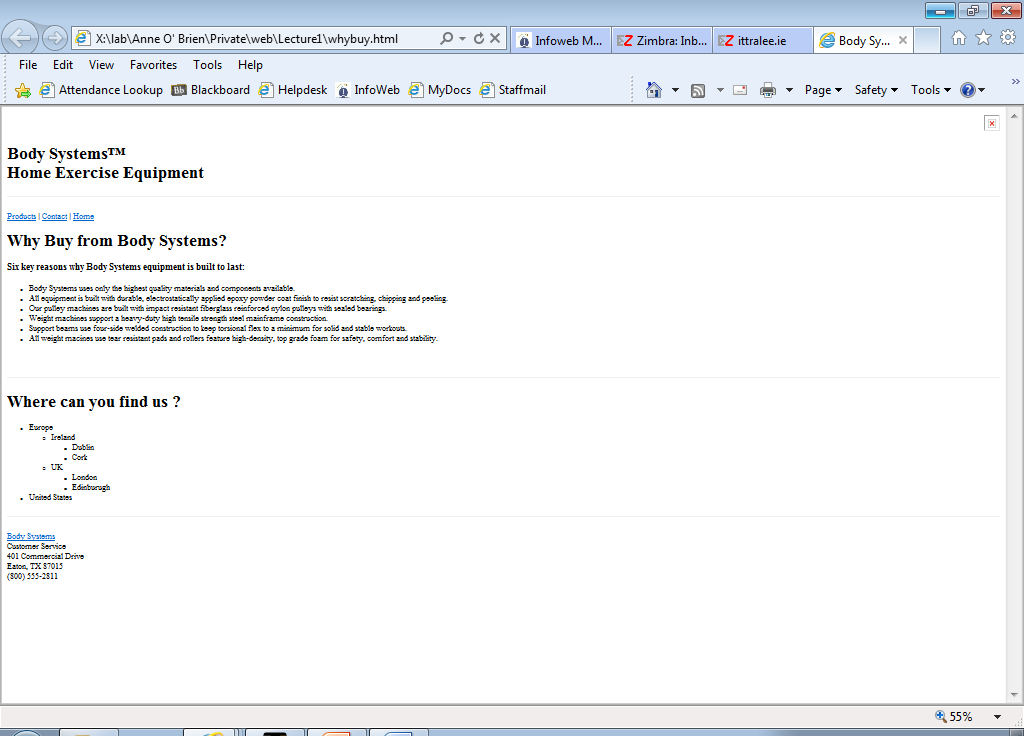 X:\lab\Anne O' Brien\Private\web\Lecture1\whybuy.html
Infoweb M...
Zimbra: Inb...
ittralee.ie
Body Sy...
File Edit View Favorites Tools Help
Attendance Lookup Bb Blackboard Helpdesk InfoWeb MyDocs Staffmail
Page Safety Tools
Body Systems™
Home Exercise Equipment
Products | Contact | Home
Why Buy from Body Systems?
Six key reasons why Body Systems equipment is built to last:
Body Systems uses only the highest quality materials and components available.
All equipment is built with durable, electrostatically applied epoxy powder coat finish to resist scratching, chipping and peeling.
Our pulley machines are built with impact resistant fiberglass reinforced nylon pulleys with sealed bearings.
Weight machines support a heavy-duty high tensile strength steel mainframe construction.
Support beams use four-side welded construction to keep torsional flex to a minimum for solid and stable workouts.
All weight macines use tear resistant pads and rollers feature high-density, top grade foam for safety, comfort and stability.
Where can you find us ?
Europe
Ireland
Dublin
Cork
UK
London
Edinburugh
United States
Body Systems
Customer Service
401 Commercial Drive
Eaton, TX 87015
(800) 555-2811
55%